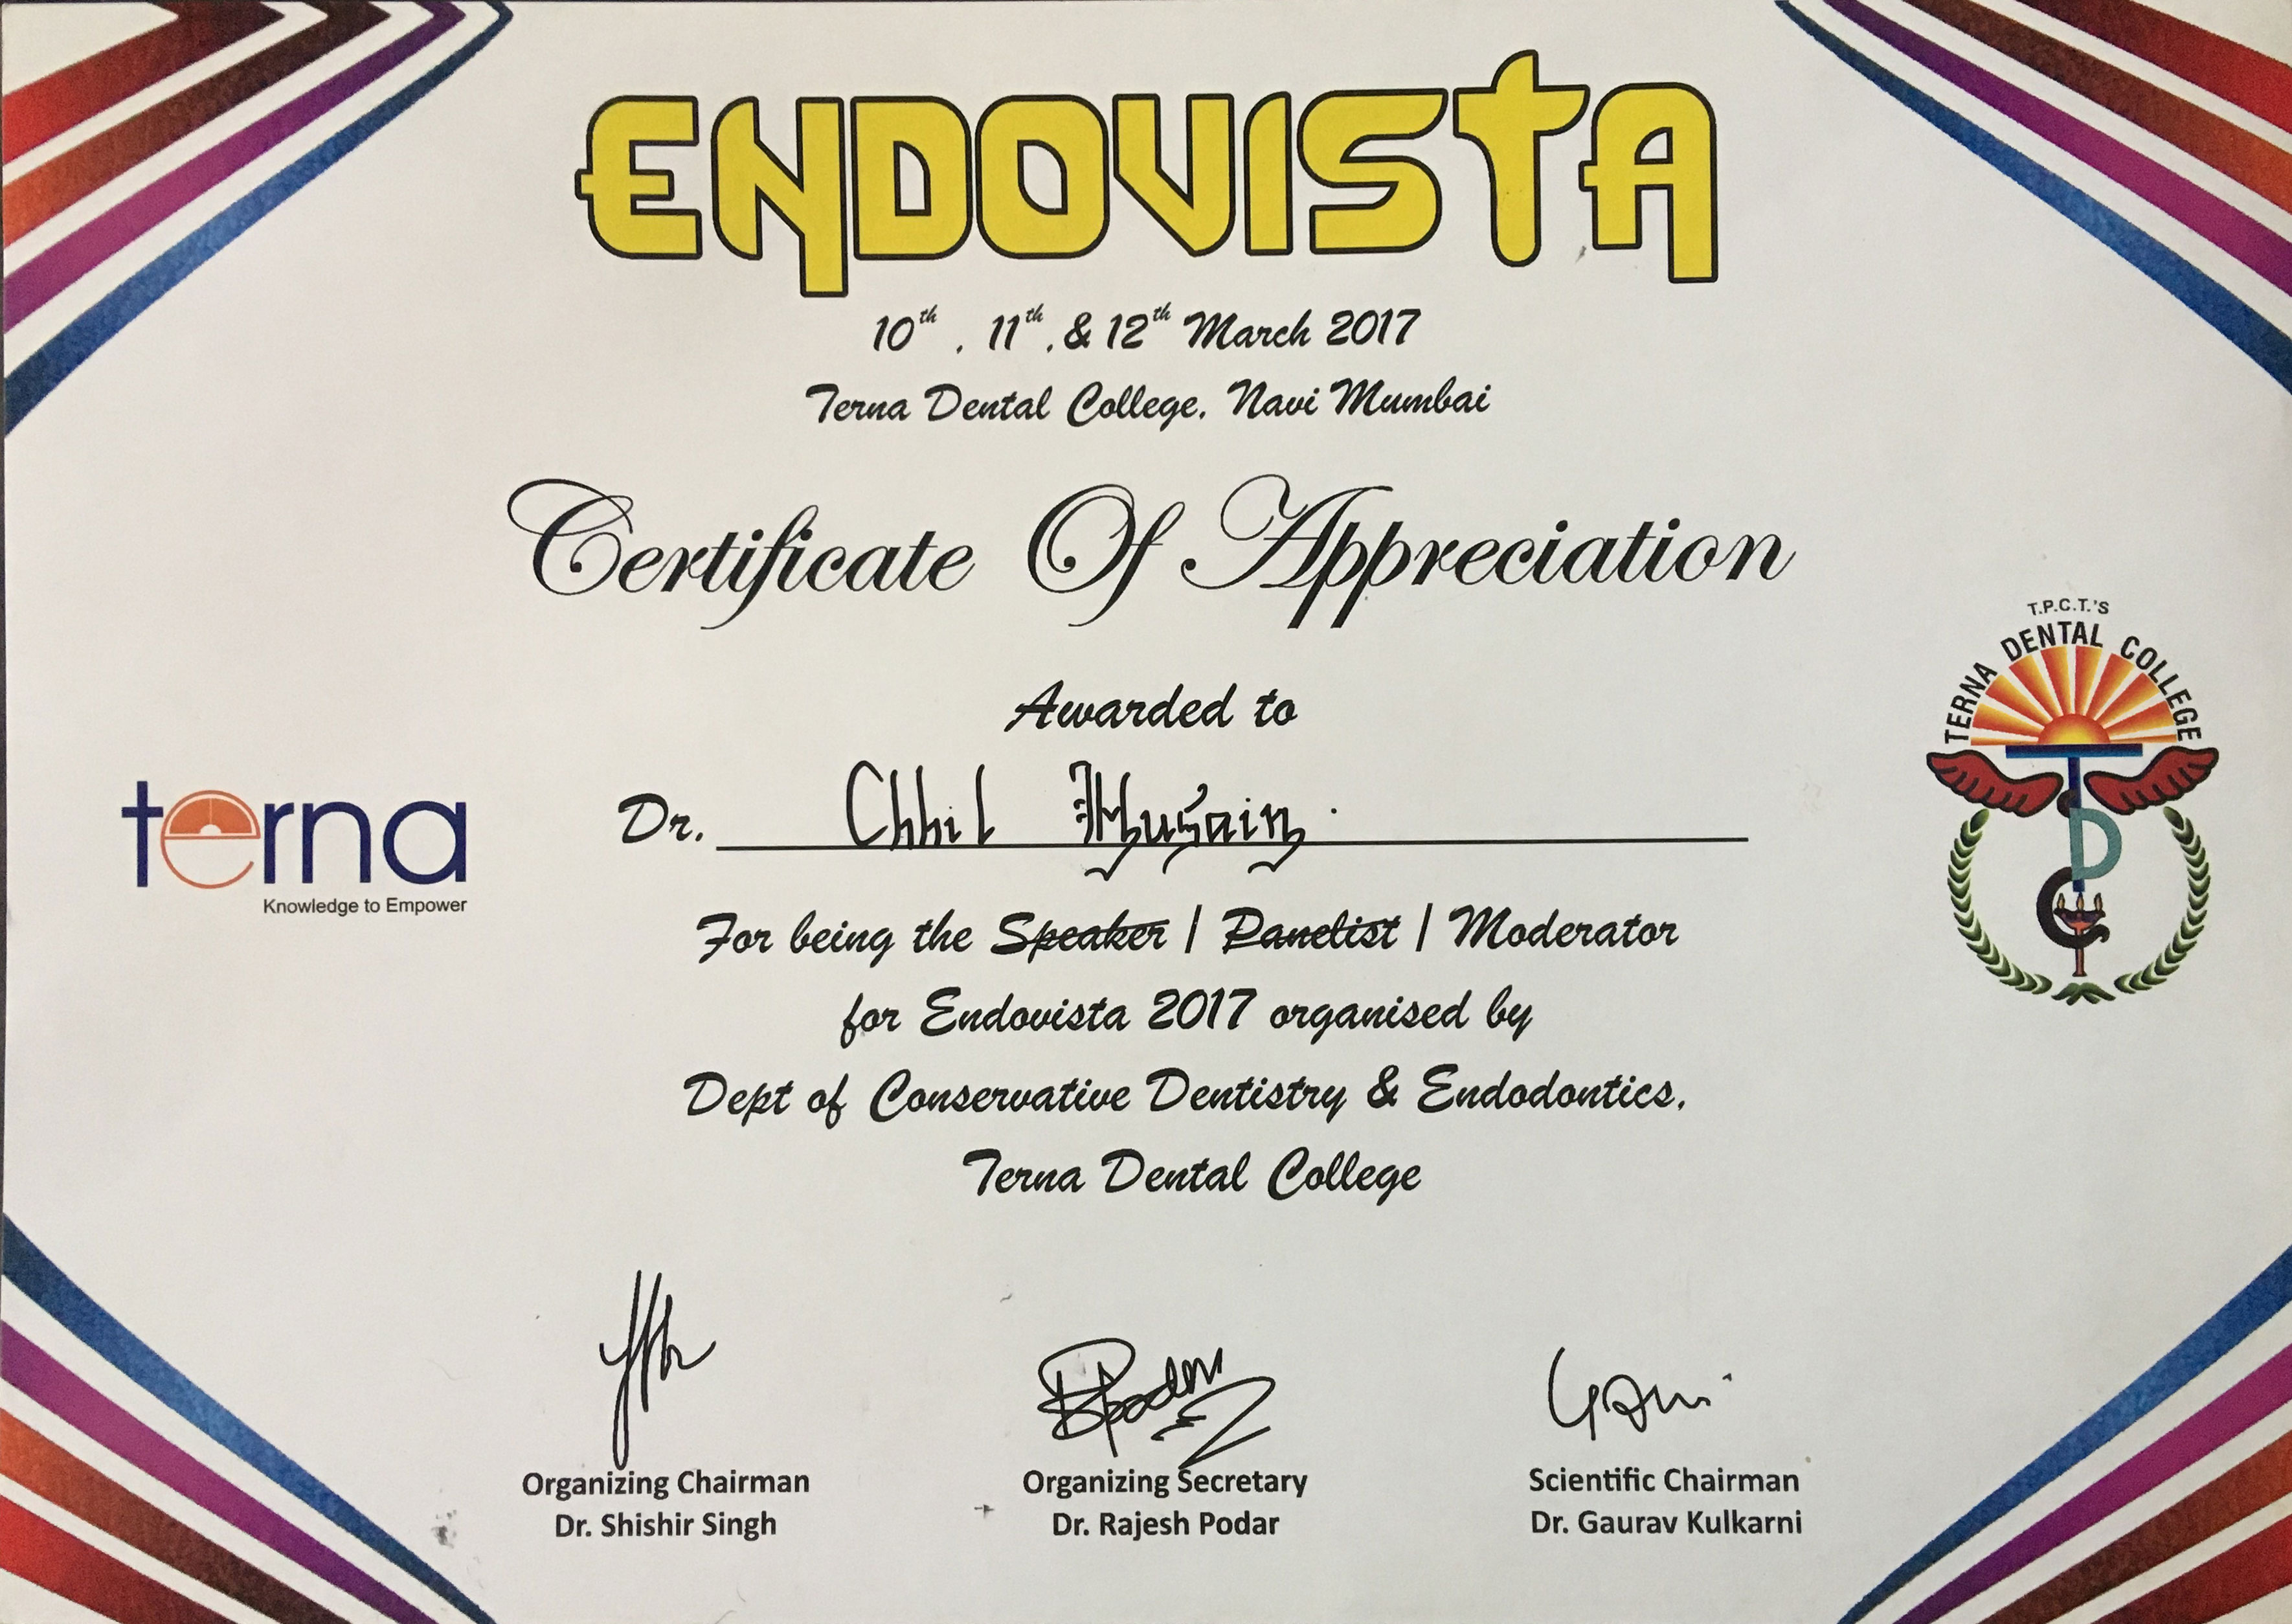 ENDOVISTA
10th, 11th, & 12th March 2017
Terna Dental College, Navi Mumbai
Certificate Of Appreciation
T.P.C.T.'S
TERNA DENTAL COLLEGE
Awarded to
Dr. Chhil Husain.
terna
Knowledge to Empower
TDC
For being the Speaker | Panelist | Moderator
for Endovista 2017 organised by
Dept of Conservative Dentistry & Endodontics,
Terna Dental College
Organizing Chairman
Dr. Shishir Singh
Organizing Secretary
Dr. Rajesh Podar
Scientific Chairman
Dr. Gaurav Kulkarni